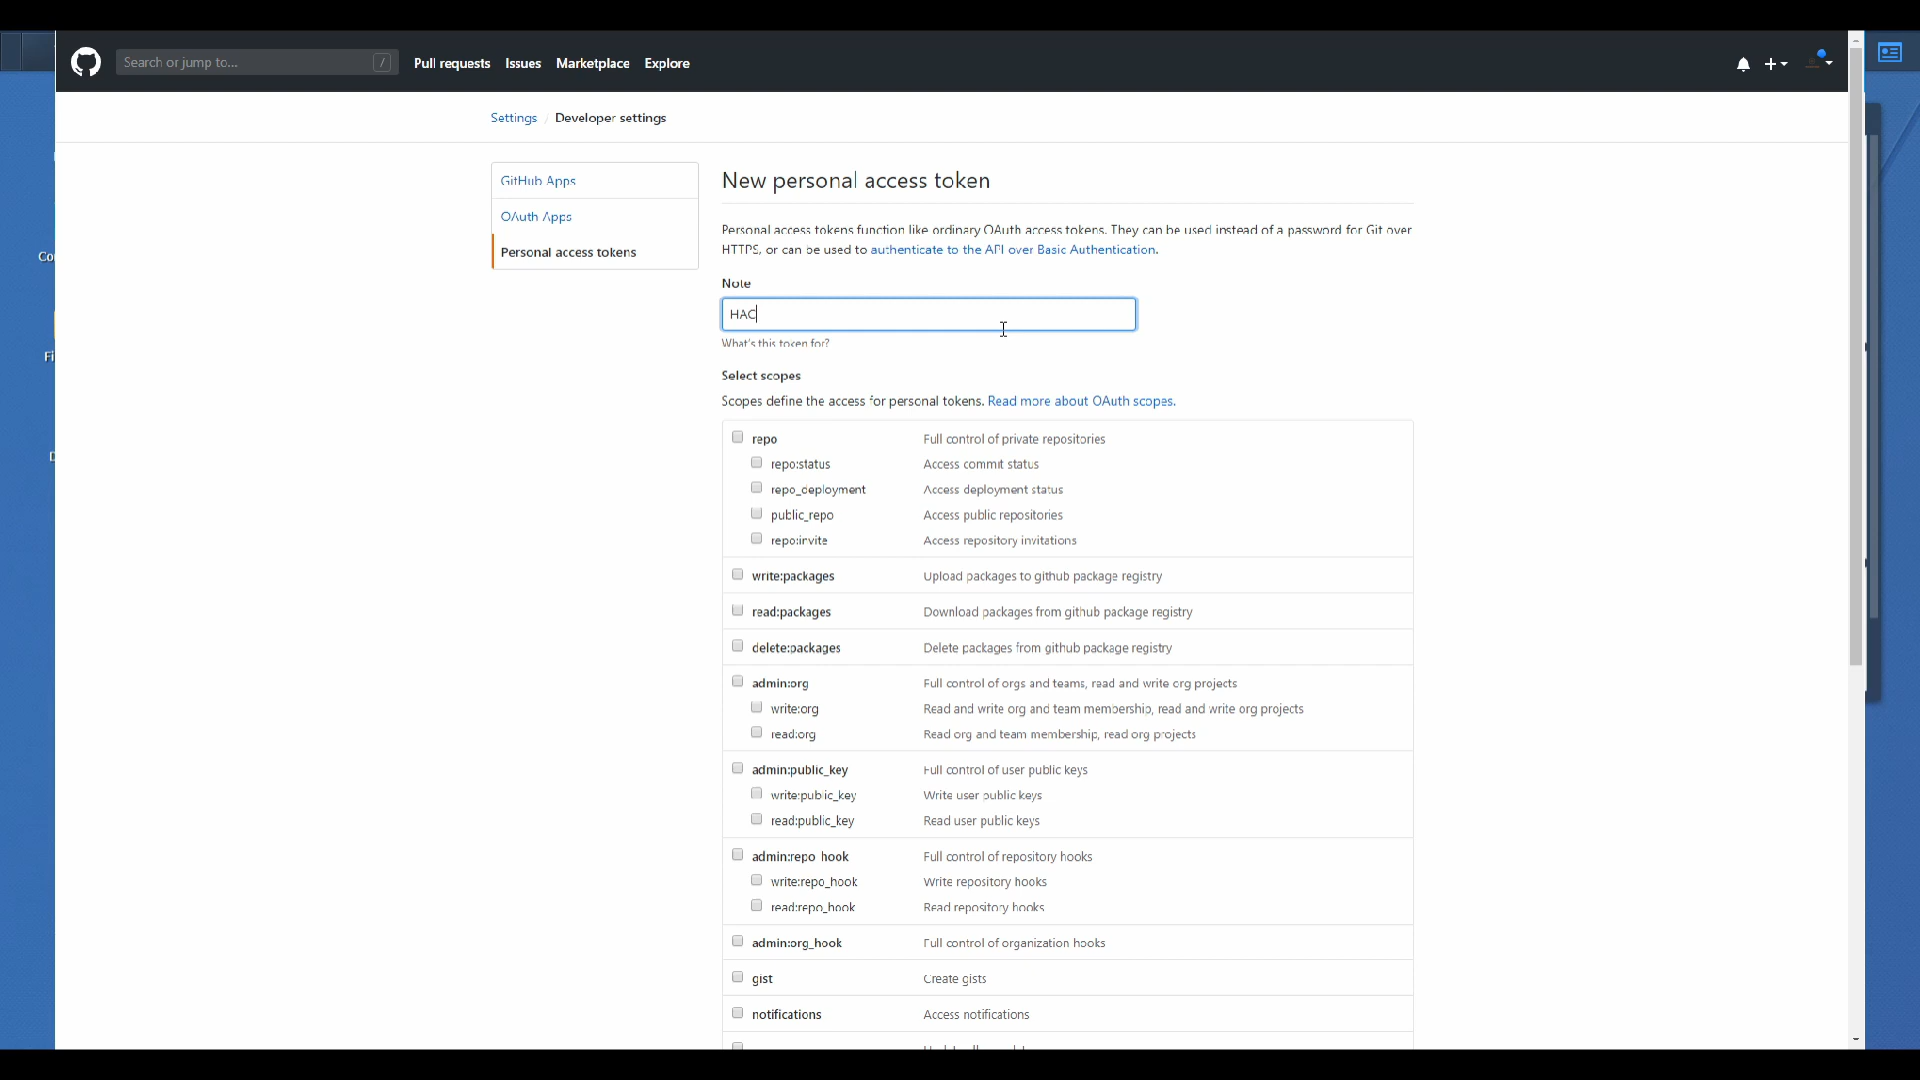 Search or jump to...
/
Pull requests
Issues
Marketplace
Explore
Settings / Developer settings
GitHub Apps
OAuth Apps
Personal access tokens
New personal access token
Personal access tokens function like ordinary OAuth access tokens. They can be used instead of a password for Git over
HTTPS, or can be used to authenticate to the API over Basic Authentication.
Note
HAC
What's this token for?
Select scopes
Scopes define the access for personal tokens. Read more about OAuth scopes.
repo Full control of private repositories
repo:status Access commit status
repo_deployment Access deployment status
public_repo Access public repositories
repo:invite Access repository invitations
write:packages Upload packages to github package registry
read:packages Download packages from github package registry
delete:packages Delete packages from github package registry
admin:org Full control of orgs and teams, read and write org projects
write:org Read and write org and team membership, read and write org projects
read:org Read org and team membership, read org projects
admin:public_key Full control of user public keys
write:public_key Write user public keys
read:public_key Read user public keys
admin:repo_hook Full control of repository hooks
write:repo_hook Write repository hooks
read:repo_hook Read repository hooks
admin:org_hook Full control of organization hooks
gist Create gists
notifications Access notifications